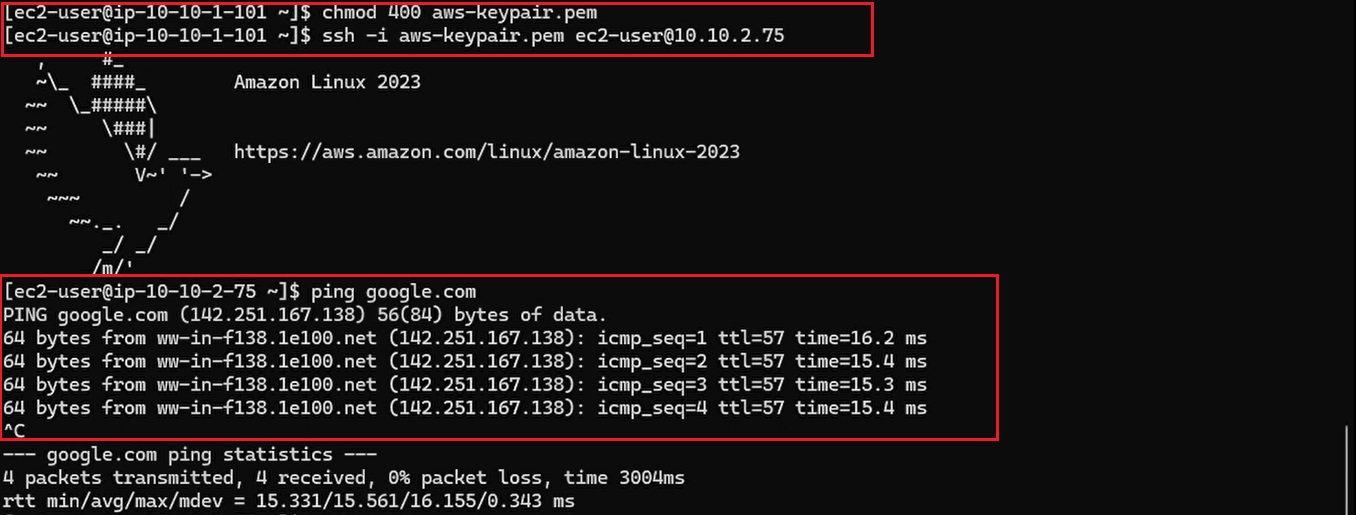 [ec2-user@ip-10-10-1-101 ~]$ chmod 400 aws-keypair.pem
[ec2-user@ip-10-10-1-101 ~]$ ssh -i aws-keypair.pem ec2-user@10.10.2.75
   ,     #_
   ~\_  ####_        Amazon Linux 2023
  ~~  \_#####\
  ~~     \###|
  ~~       \#/ ___   https://aws.amazon.com/linux/amazon-linux-2023
   ~~       V~' '->
    ~~~         /
      ~~._.   _/
         _/ _/
        /m/'
[ec2-user@ip-10-10-2-75 ~]$ ping google.com
PING google.com (142.251.167.138) 56(84) bytes of data.
64 bytes from ww-in-f138.1e100.net (142.251.167.138): icmp_seq=1 ttl=57 time=16.2 ms
64 bytes from ww-in-f138.1e100.net (142.251.167.138): icmp_seq=2 ttl=57 time=15.4 ms
64 bytes from ww-in-f138.1e100.net (142.251.167.138): icmp_seq=3 ttl=57 time=15.3 ms
64 bytes from ww-in-f138.1e100.net (142.251.167.138): icmp_seq=4 ttl=57 time=15.4 ms
^C
--- google.com ping statistics ---
4 packets transmitted, 4 received, 0% packet loss, time 3004ms
rtt min/avg/max/mdev = 15.331/15.561/16.155/0.343 ms